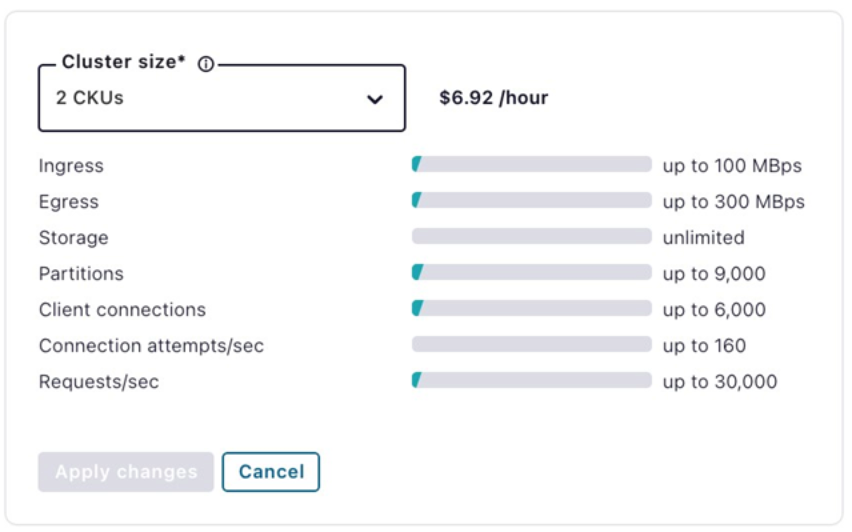 Cluster size*
2 CKUs
$6.92 /hour
Ingress up to 100 MBps
Egress up to 300 MBps
Storage unlimited
Partitions up to 9,000
Client connections up to 6,000
Connection attempts/sec up to 160
Requests/sec up to 30,000
Apply changes Cancel